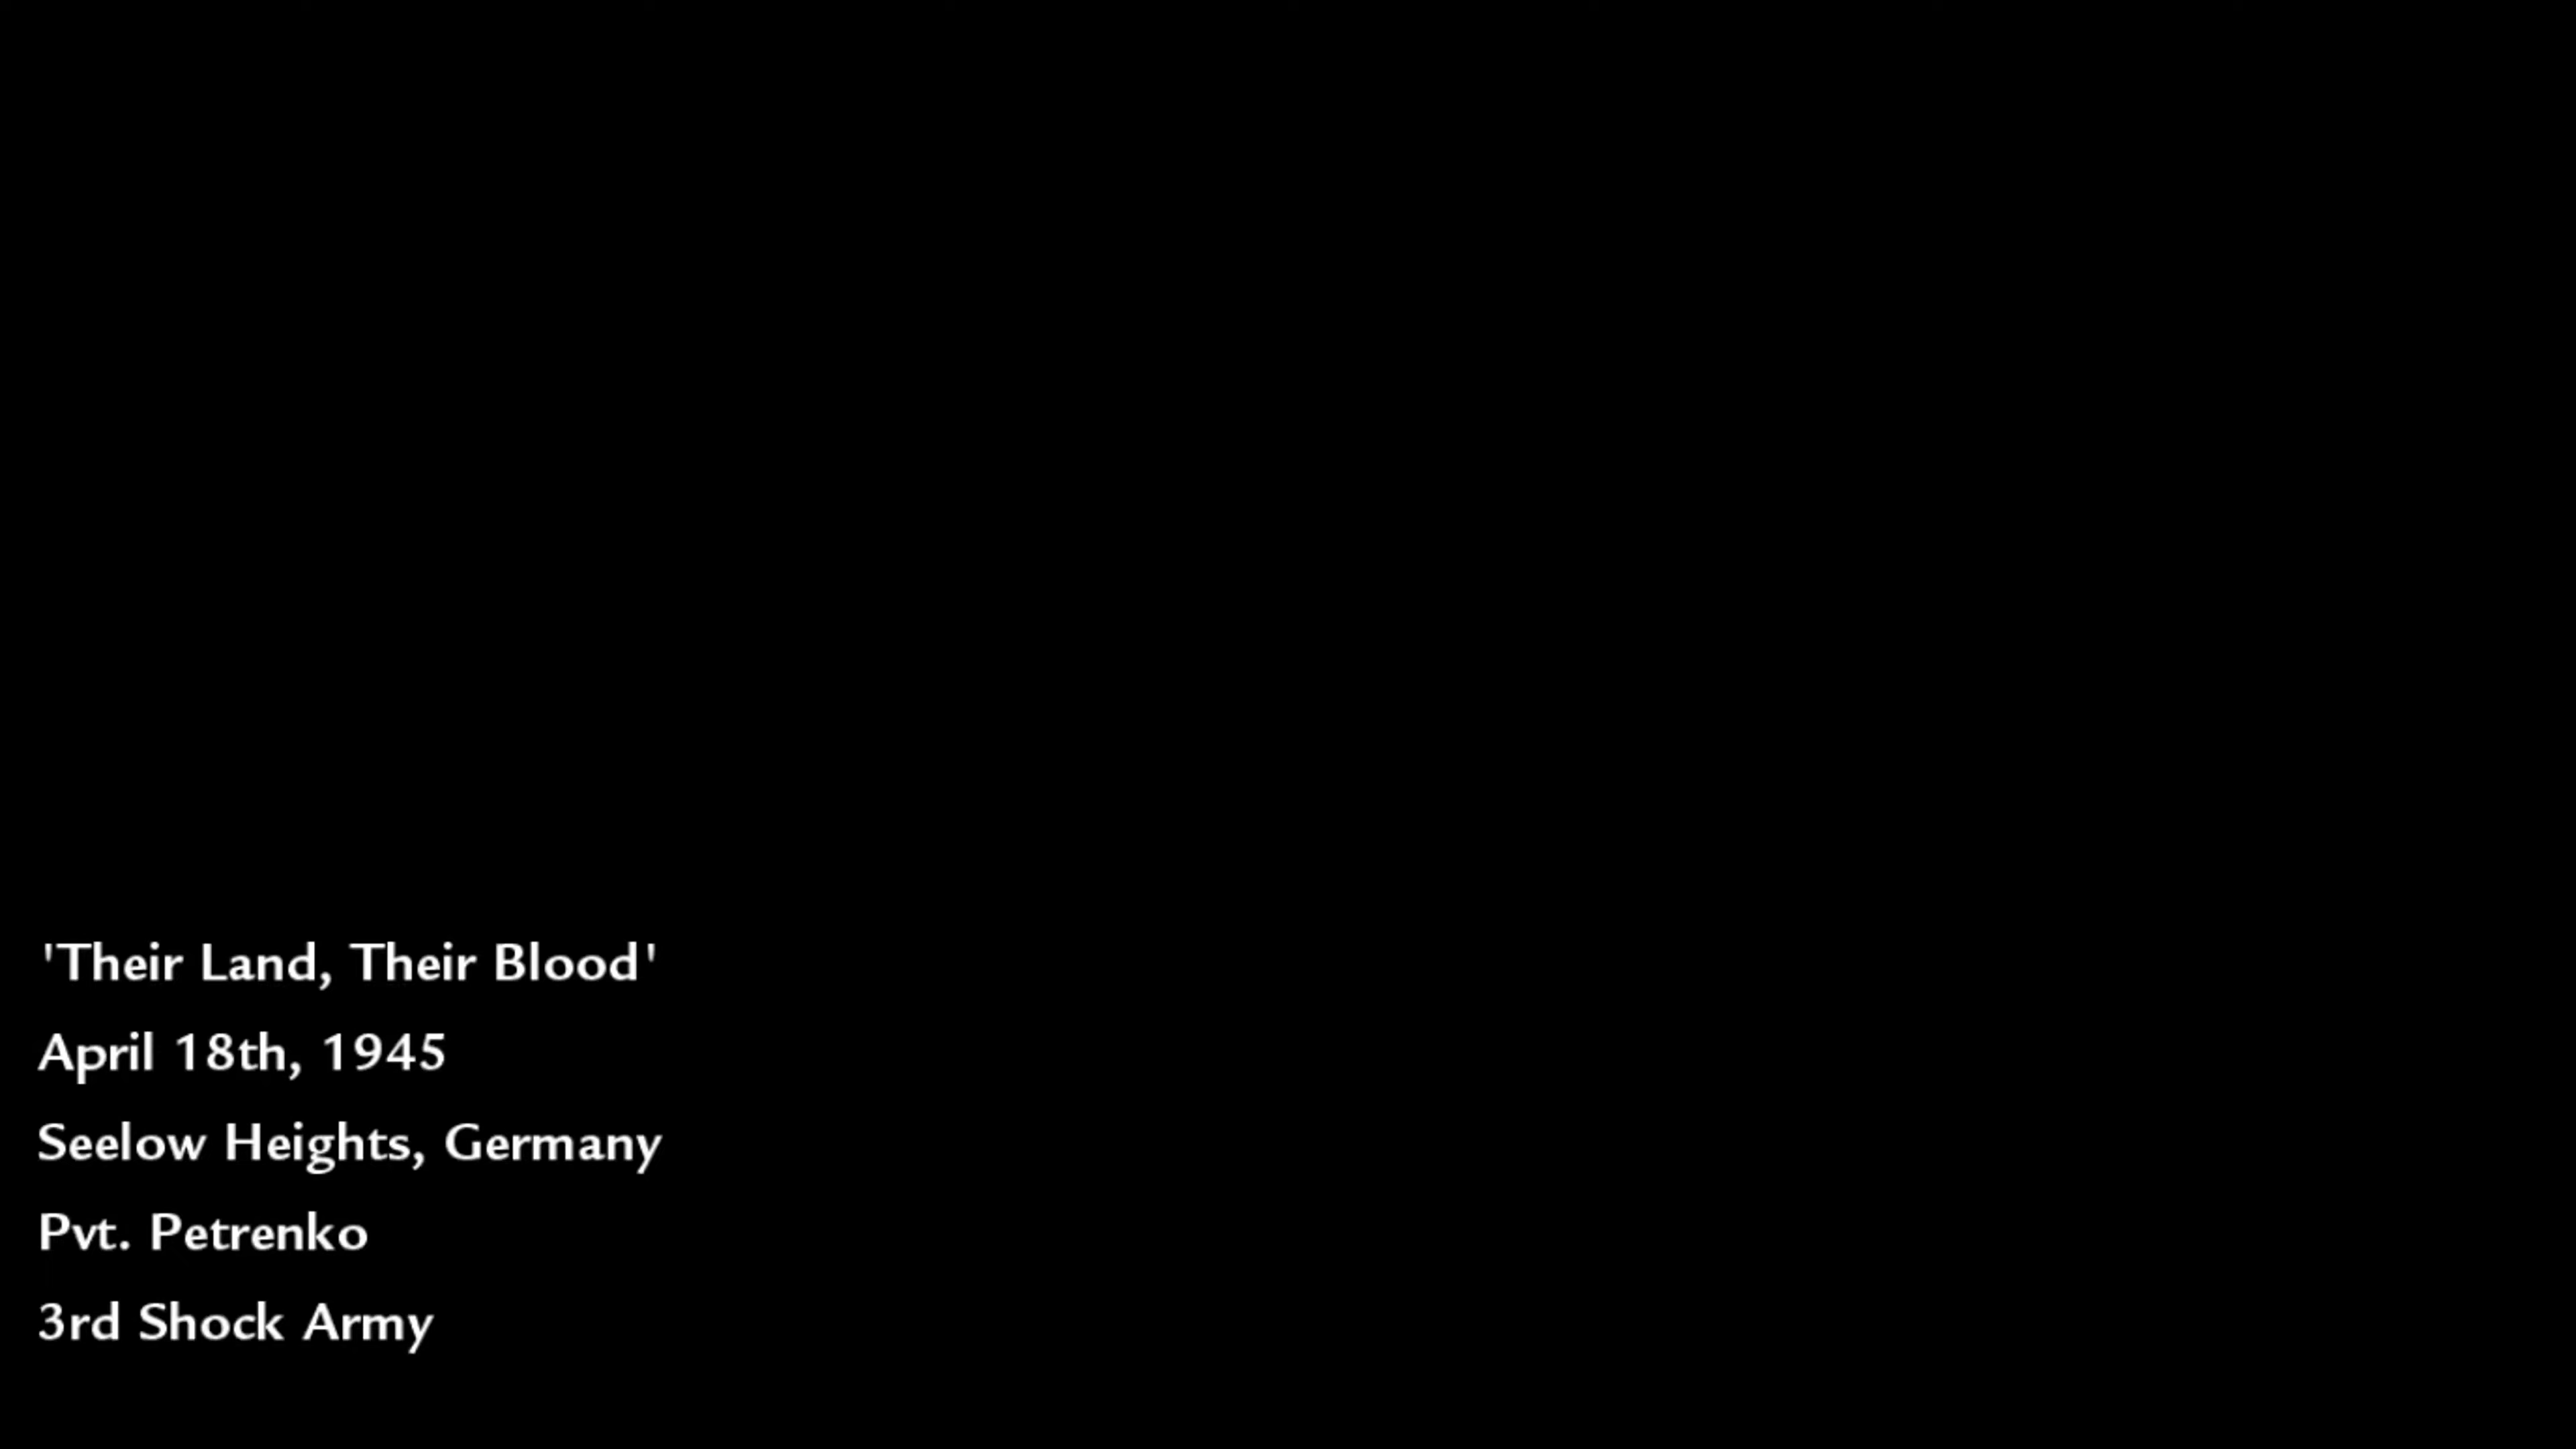 'Their Land, Their Blood'
April 18th, 1945
Seelow Heights, Germany
Pvt. Petrenko
3rd Shock Army